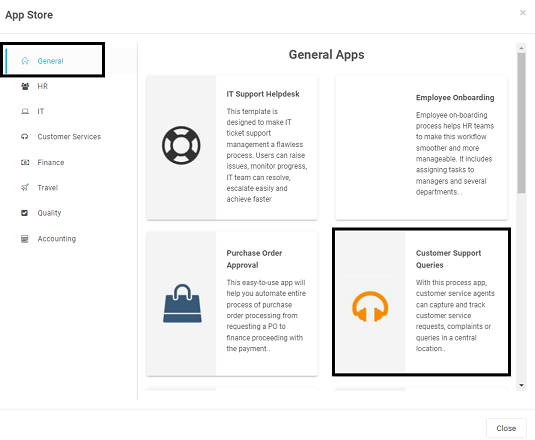 App Store
×
General
HR
IT
Customer Services
Finance
Travel
Quality
Accounting
General Apps
IT Support Helpdesk
This template is
designed to make IT
ticket support
management a flawless
process. Users can raise
issues, monitor progress,
IT team can resolve,
escalate easily and
achieve faster
Employee Onboarding
Employee on-boarding
process helps HR teams
to make this workflow
smoother and more
manageable. It includes
assigning tasks to
managers and several
departments. .
Purchase Order
Approval
This easy-to-use app will
help you automate entire
process of purchase
order processing from
requesting a PO to
finance proceeding with
the payment..
Customer Support
Queries
With this process app,
customer service agents
can capture and track
customer service
requests, complaints or
queries in a central
location..
Close